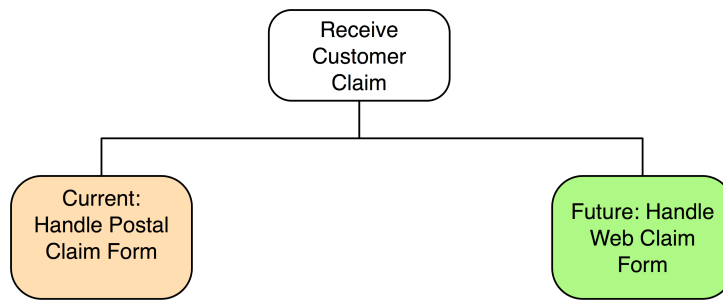 Receive
Customer
Claim
Current:
Handle Postal
Claim Form
Future: Handle
Web Claim
Form